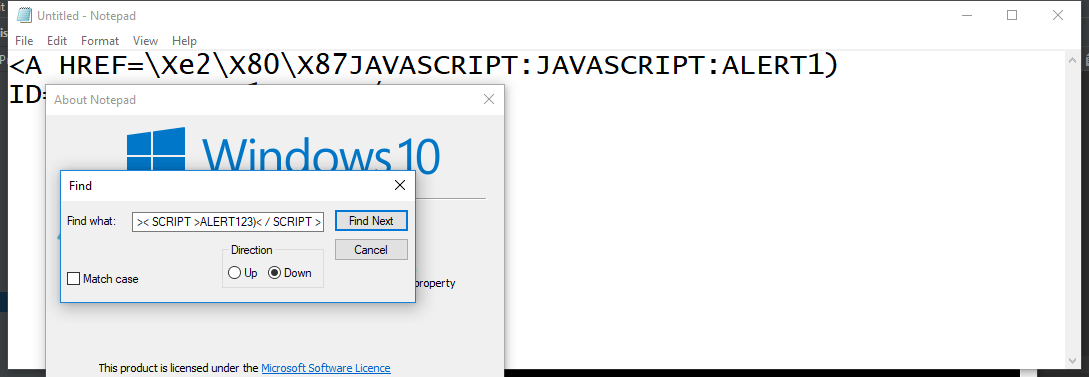 Untitled - Notepad
File Edit Format View Help
<A HREF=\Xe2\X80\X87JAVASCRIPT:JAVASCRIPT:ALERT1)
ID=
About Notepad
Windows 10
Find
Find what: >< SCRIPT >ALERT123)< / SCRIPT > Find Next
Cancel
Direction
Up Down
Match case
property
This product is licensed under the Microsoft Software Licence